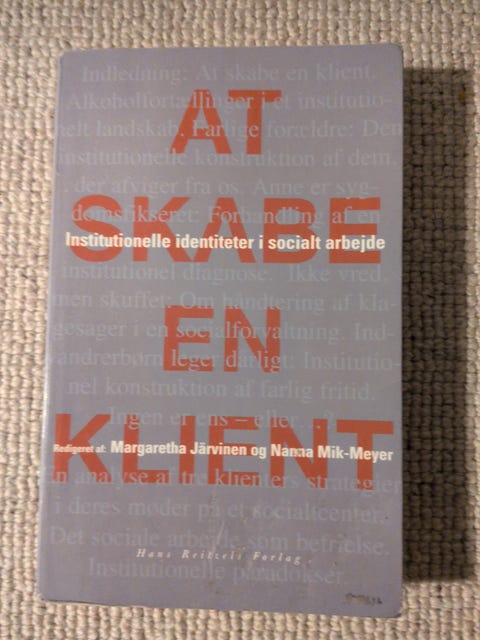 Indledning: At skabe en klient.
Alkoholfortællinger i et institutio-
nelt landskab. Farlige forældre: Den
institutionelle konstruktion af dem,
der afviger fra os. Anne er syg-
domsfikseret: Forhandling af en
institutionel diagnose. Ikke vred,
men skuffet: Om håndtering af kla-
gesager i en socialforvaltning. Ind-
vandrerbørn leger dårligt: Institutio-
nel konstruktion af farlig fritid.
Ingen er ens – eller
En analyse af tre klienters strategier
i deres møder på et socialcenter.
Det sociale arbejde som befrielse.
Institutionelle paradokser.
AT
SKABE
EN
KLIENT
Institutionelle identiteter i socialt arbejde
Redigeret af: Margaretha Järvinen og Nanna Mik-Meyer
Hans Reitzels Forlag